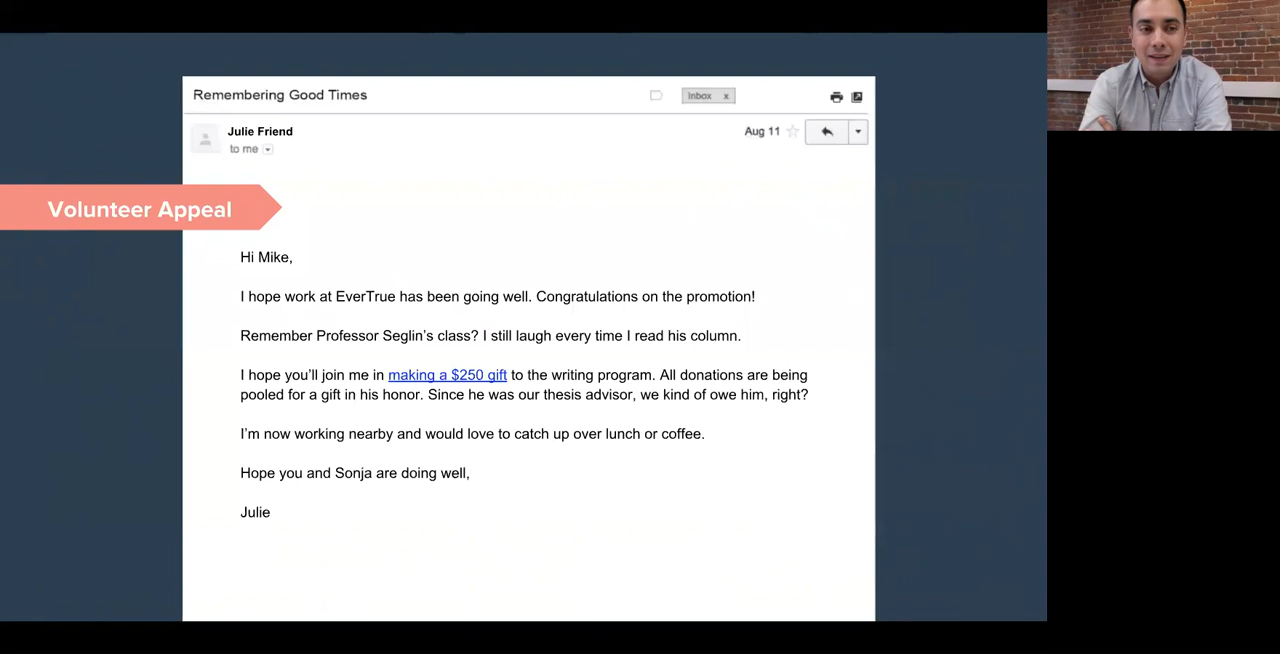 Remembering Good Times
Inbox x
Julie Friend
Aug 11
to me
Volunteer Appeal
Hi Mike,
I hope work at EverTrue has been going well. Congratulations on the promotion!
Remember Professor Seglin's class? I still laugh every time I read his column.
I hope you'll join me in making a $250 gift to the writing program. All donations are being
pooled for a gift in his honor. Since he was our thesis advisor, we kind of owe him, right?
I'm now working nearby and would love to catch up over lunch or coffee.
Hope you and Sonja are doing well,
Julie